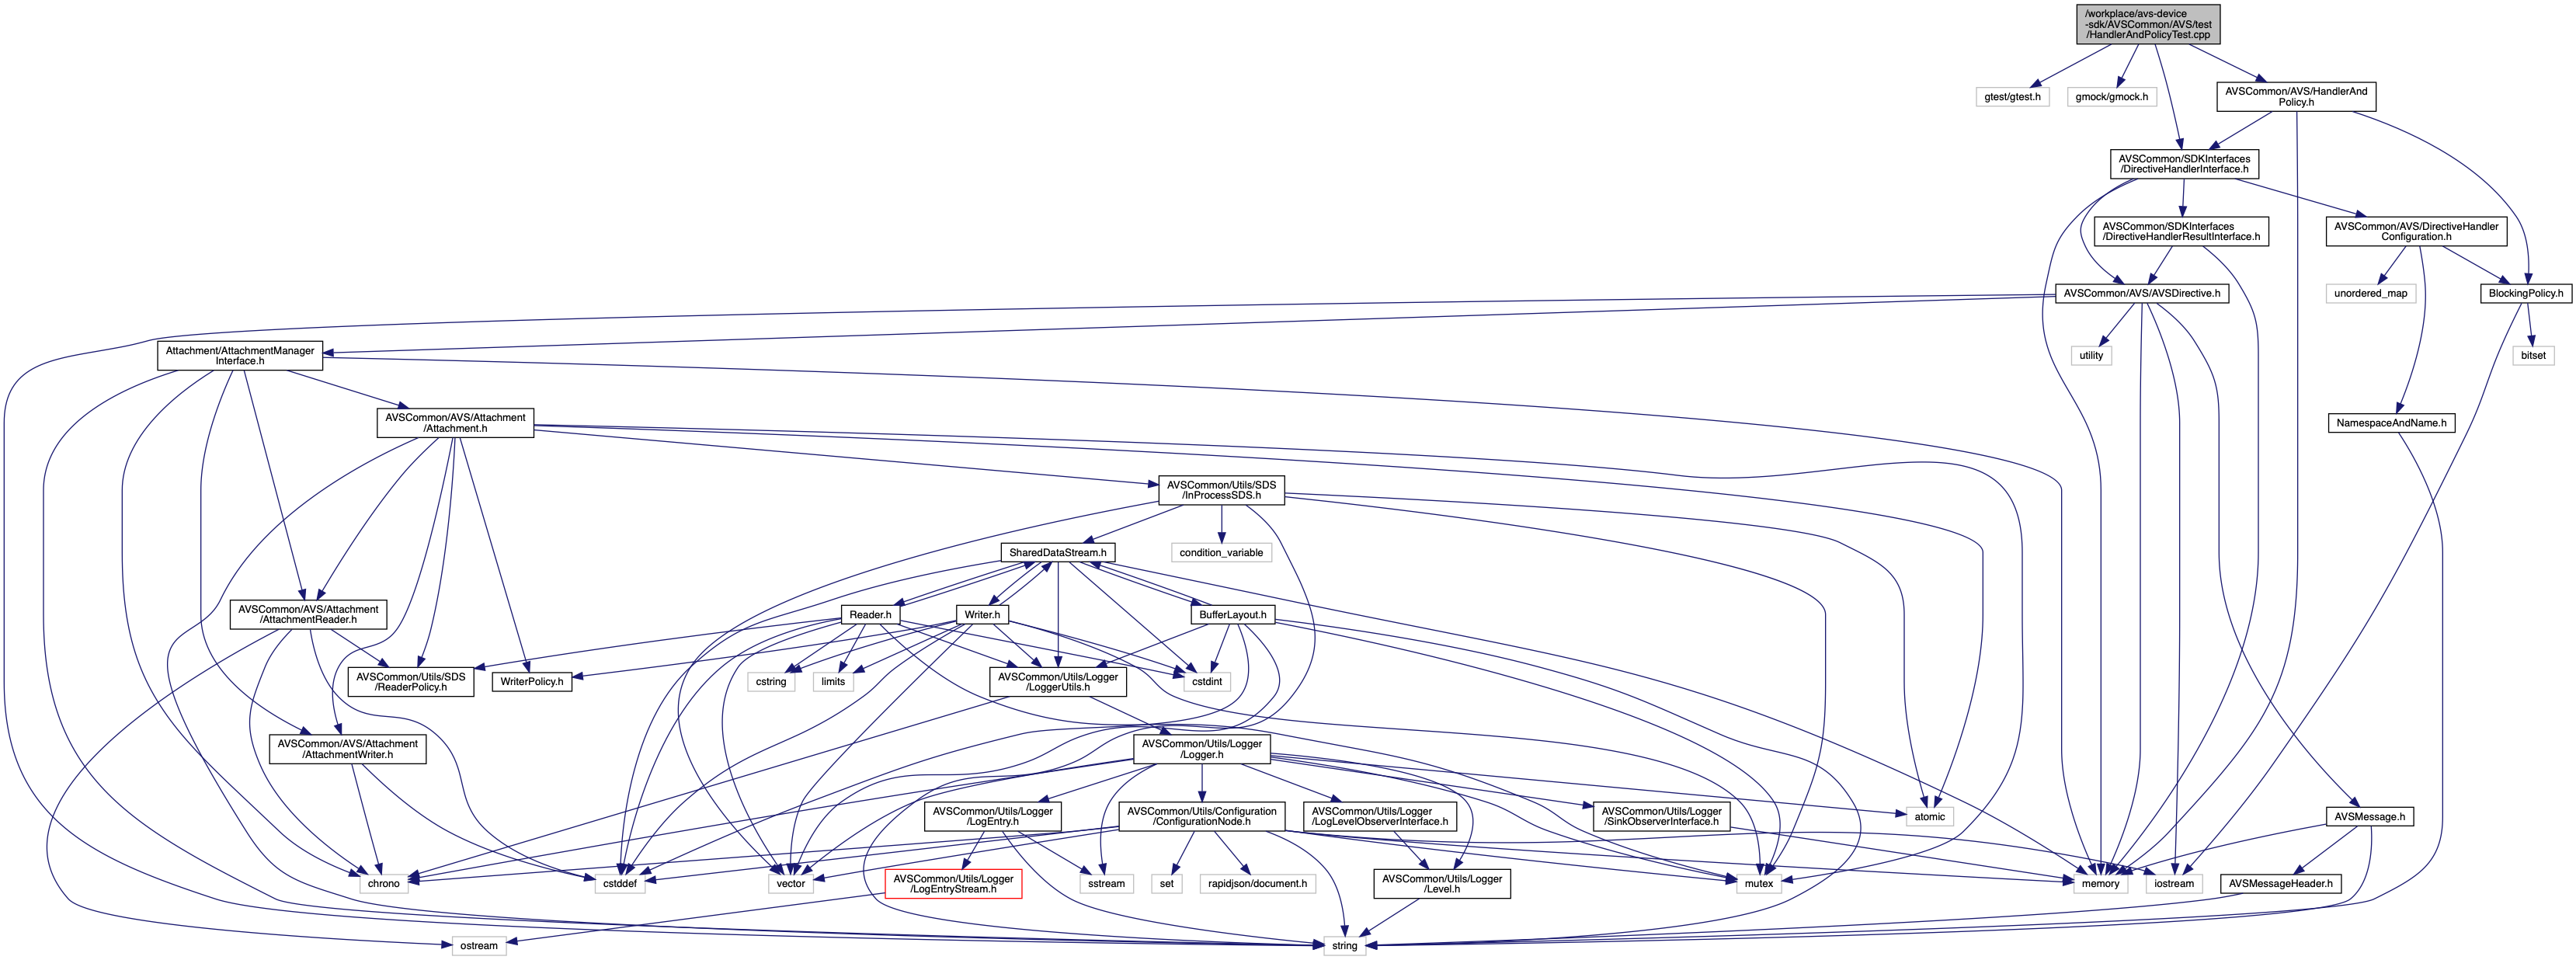 /workplace/avs-device
-sdk/AVSCommon/AVS/test
/HandlerAndPolicyTest.cpp
gtest/gtest.h
gmock/gmock.h
AVSCommon/AVS/HandlerAnd
Policy.h
AVSCommon/SDKInterfaces
/DirectiveHandlerInterface.h
AVSCommon/SDKInterfaces
/DirectiveHandlerResultInterface.h
AVSCommon/AVS/DirectiveHandler
Configuration.h
AVSCommon/AVS/AVSDirective.h
unordered_map
BlockingPolicy.h
Attachment/AttachmentManager
Interface.h
utility
bitset
AVSCommon/AVS/Attachment
/Attachment.h
NamespaceAndName.h
AVSCommon/Utils/SDS
/InProcessSDS.h
SharedDataStream.h
condition_variable
AVSCommon/AVS/Attachment
/AttachmentReader.h
Reader.h
Writer.h
BufferLayout.h
AVSCommon/Utils/SDS
/ReaderPolicy.h
WriterPolicy.h
cstring
limits
AVSCommon/Utils/Logger
/LoggerUtils.h
cstdint
AVSCommon/AVS/Attachment
/AttachmentWriter.h
AVSCommon/Utils/Logger
/Logger.h
AVSCommon/Utils/Logger
/LogEntry.h
AVSCommon/Utils/Configuration
/ConfigurationNode.h
AVSCommon/Utils/Logger
/LogLevelObserverInterface.h
AVSCommon/Utils/Logger
/SinkObserverInterface.h
atomic
AVSMessage.h
chrono
cstddef
vector
AVSCommon/Utils/Logger
/LogEntryStream.h
sstream
set
rapidjson/document.h
AVSCommon/Utils/Logger
/Level.h
mutex
memory
iostream
AVSMessageHeader.h
ostream
string